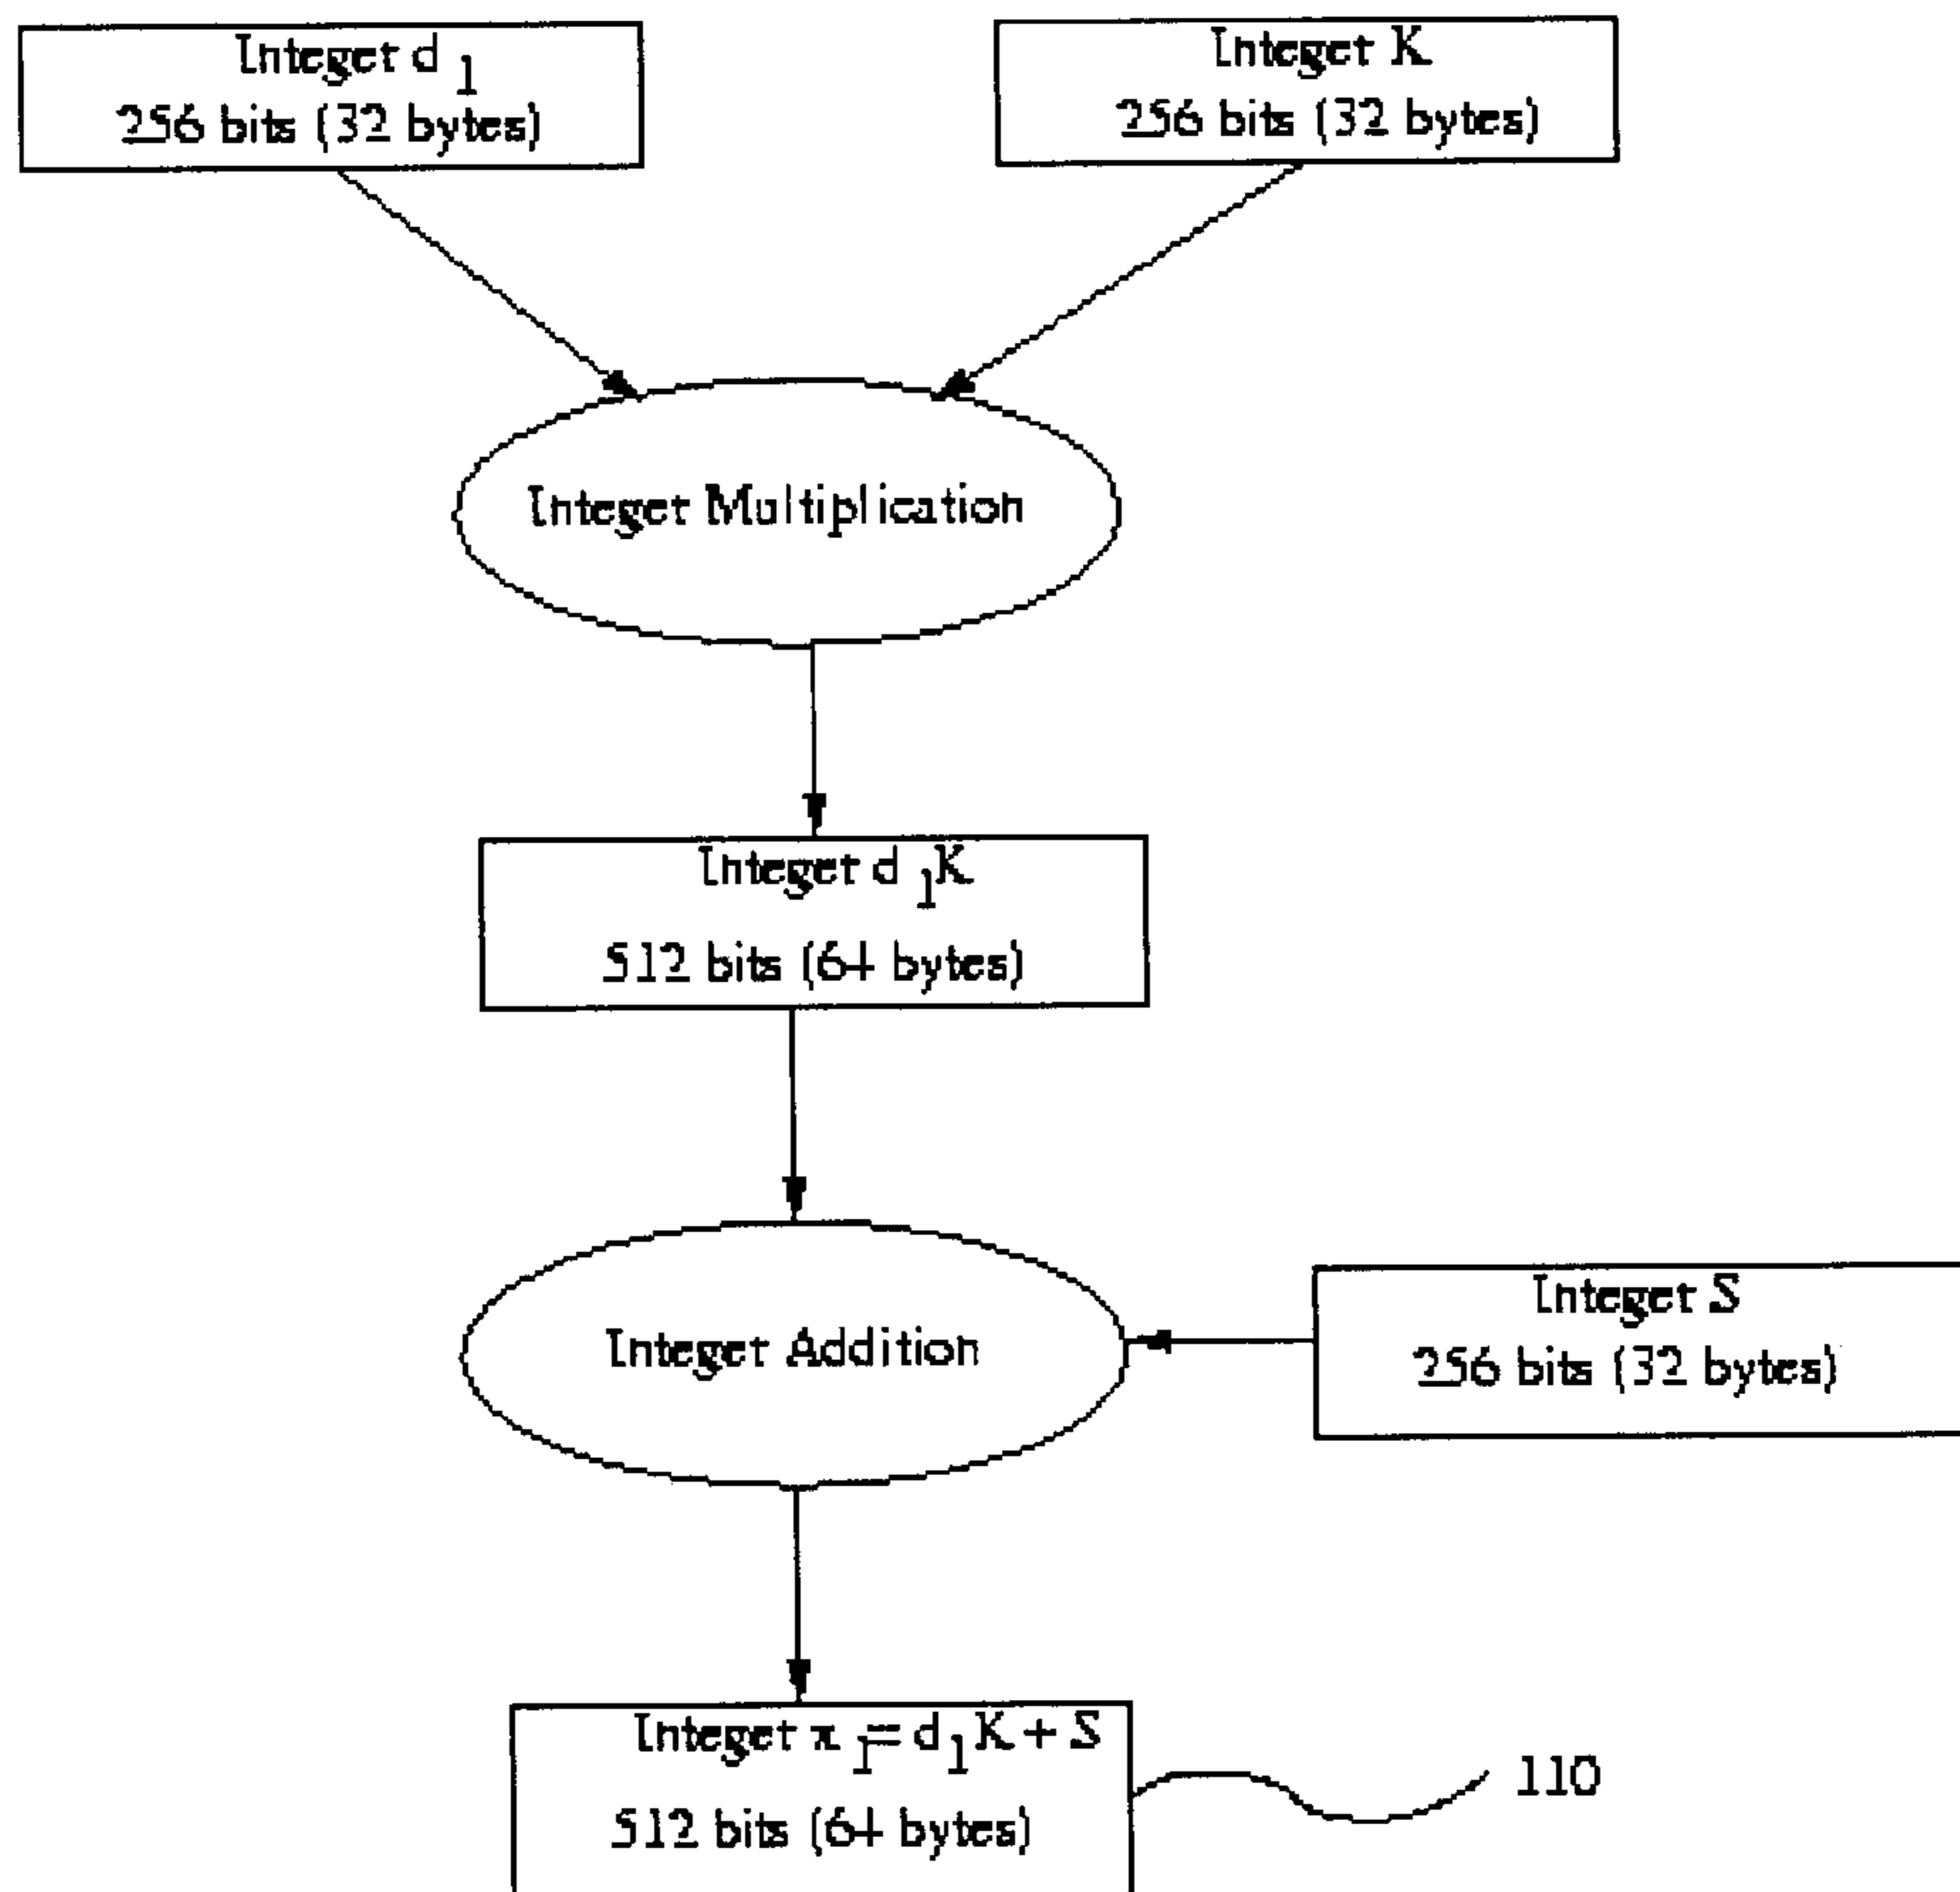 Integer d 1
256 bits (32 bytes)
Integer K
256 bits (32 bytes)
Integer Multiplication
Integer d 1K
512 bits (64 bytes)
Integer Addition
Integer S
256 bits (32 bytes)
Integer x 1= d 1K + S
512 bits (64 bytes)
110